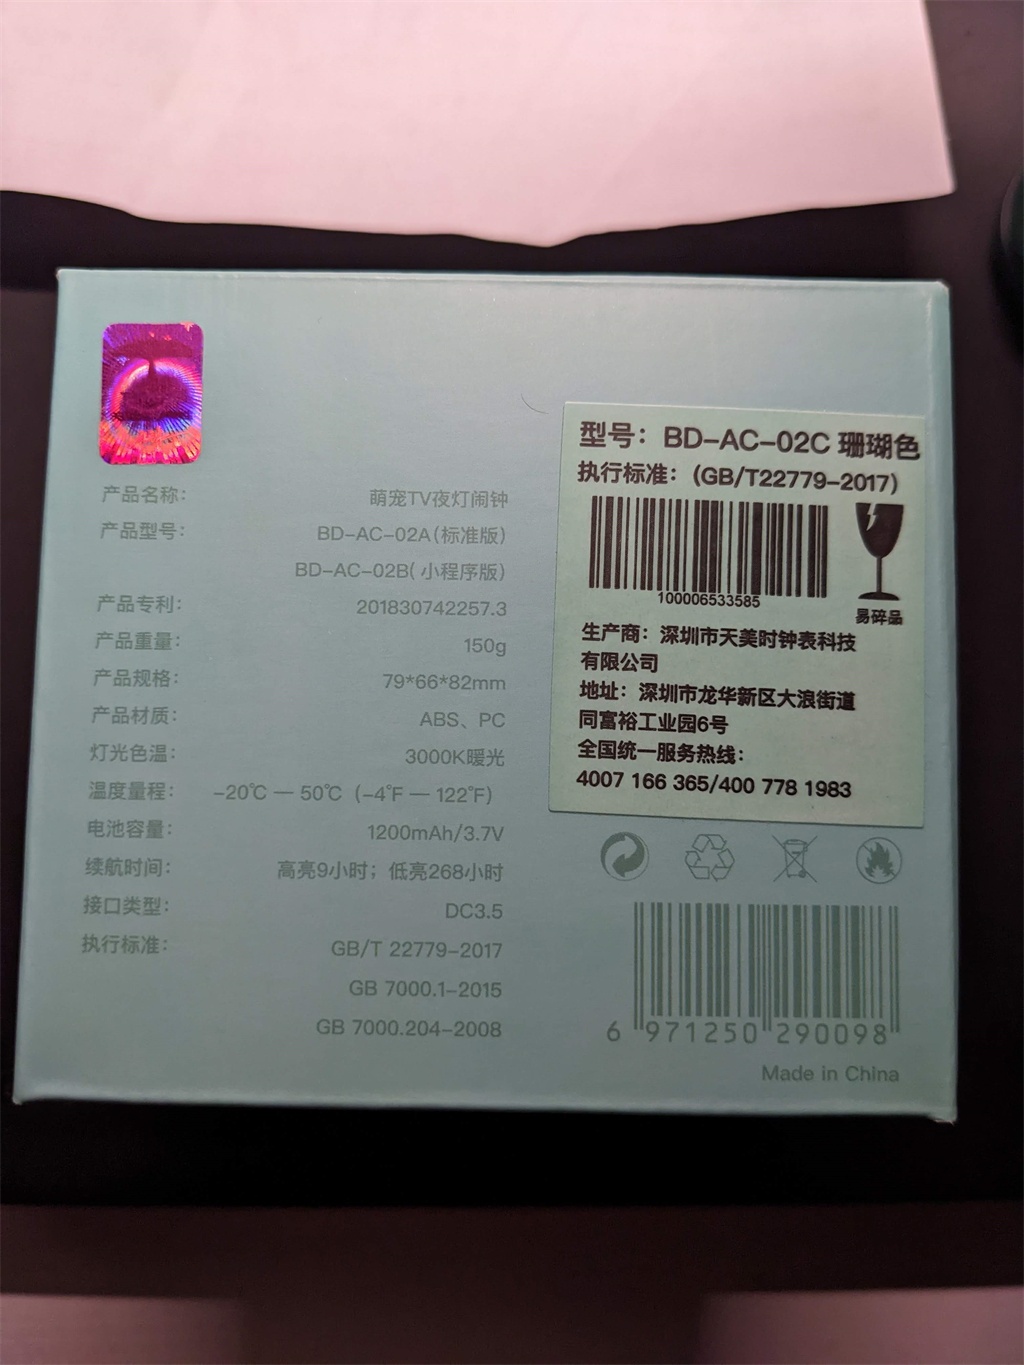 产品名称： 萌宠TV夜灯闹钟
产品型号： BD-AC-02A(标准版)
BD-AC-02B( 小程序版)
产品专利： 201830742257.3
产品重量： 150g
产品规格： 79*66*82mm
产品材质： ABS、PC
灯光色温： 3000K暖光
温度量程： -20℃ — 50℃（-4℉ — 122℉）
电池容量： 1200mAh/3.7V
续航时间： 高亮9小时；低亮268小时
接口类型： DC3.5
执行标准： GB/T 22779-2017
GB 7000.1-2015
GB 7000.204-2008
型号：BD-AC-02C 珊瑚色
执行标准：(GB/T22779-2017)
100006533585
易碎品
生产商：深圳市天美时钟表科技
有限公司
地址：深圳市龙华新区大浪街道
同富裕工业园6号
全国统一服务热线：
4007 166 365/400 778 1983
6 971250 290098
Made in China